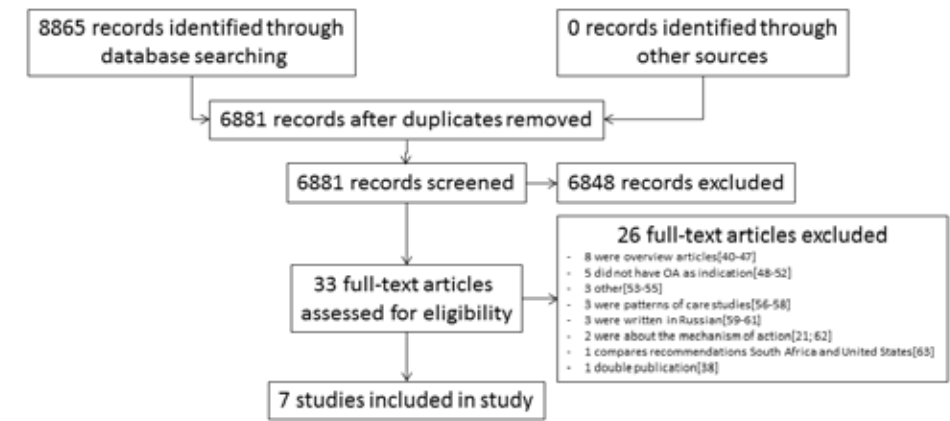 8865 records identified through
database searching
0 records identified through
other sources
6881 records after duplicates removed
6881 records screened
6848 records excluded
33 full-text articles
assessed for eligibility
26 full-text articles excluded
- 8 were overview articles[40-47]
- 5 did not have OA as indication[48-52]
- 3 other[53-55]
- 3 were patterns of care studies[56-58]
- 3 were written in Russian[59-61]
- 2 were about the mechanism of action[21; 62]
- 1 compares recommendations South Africa and United States[63]
- 1 double publication[38]
7 studies included in study